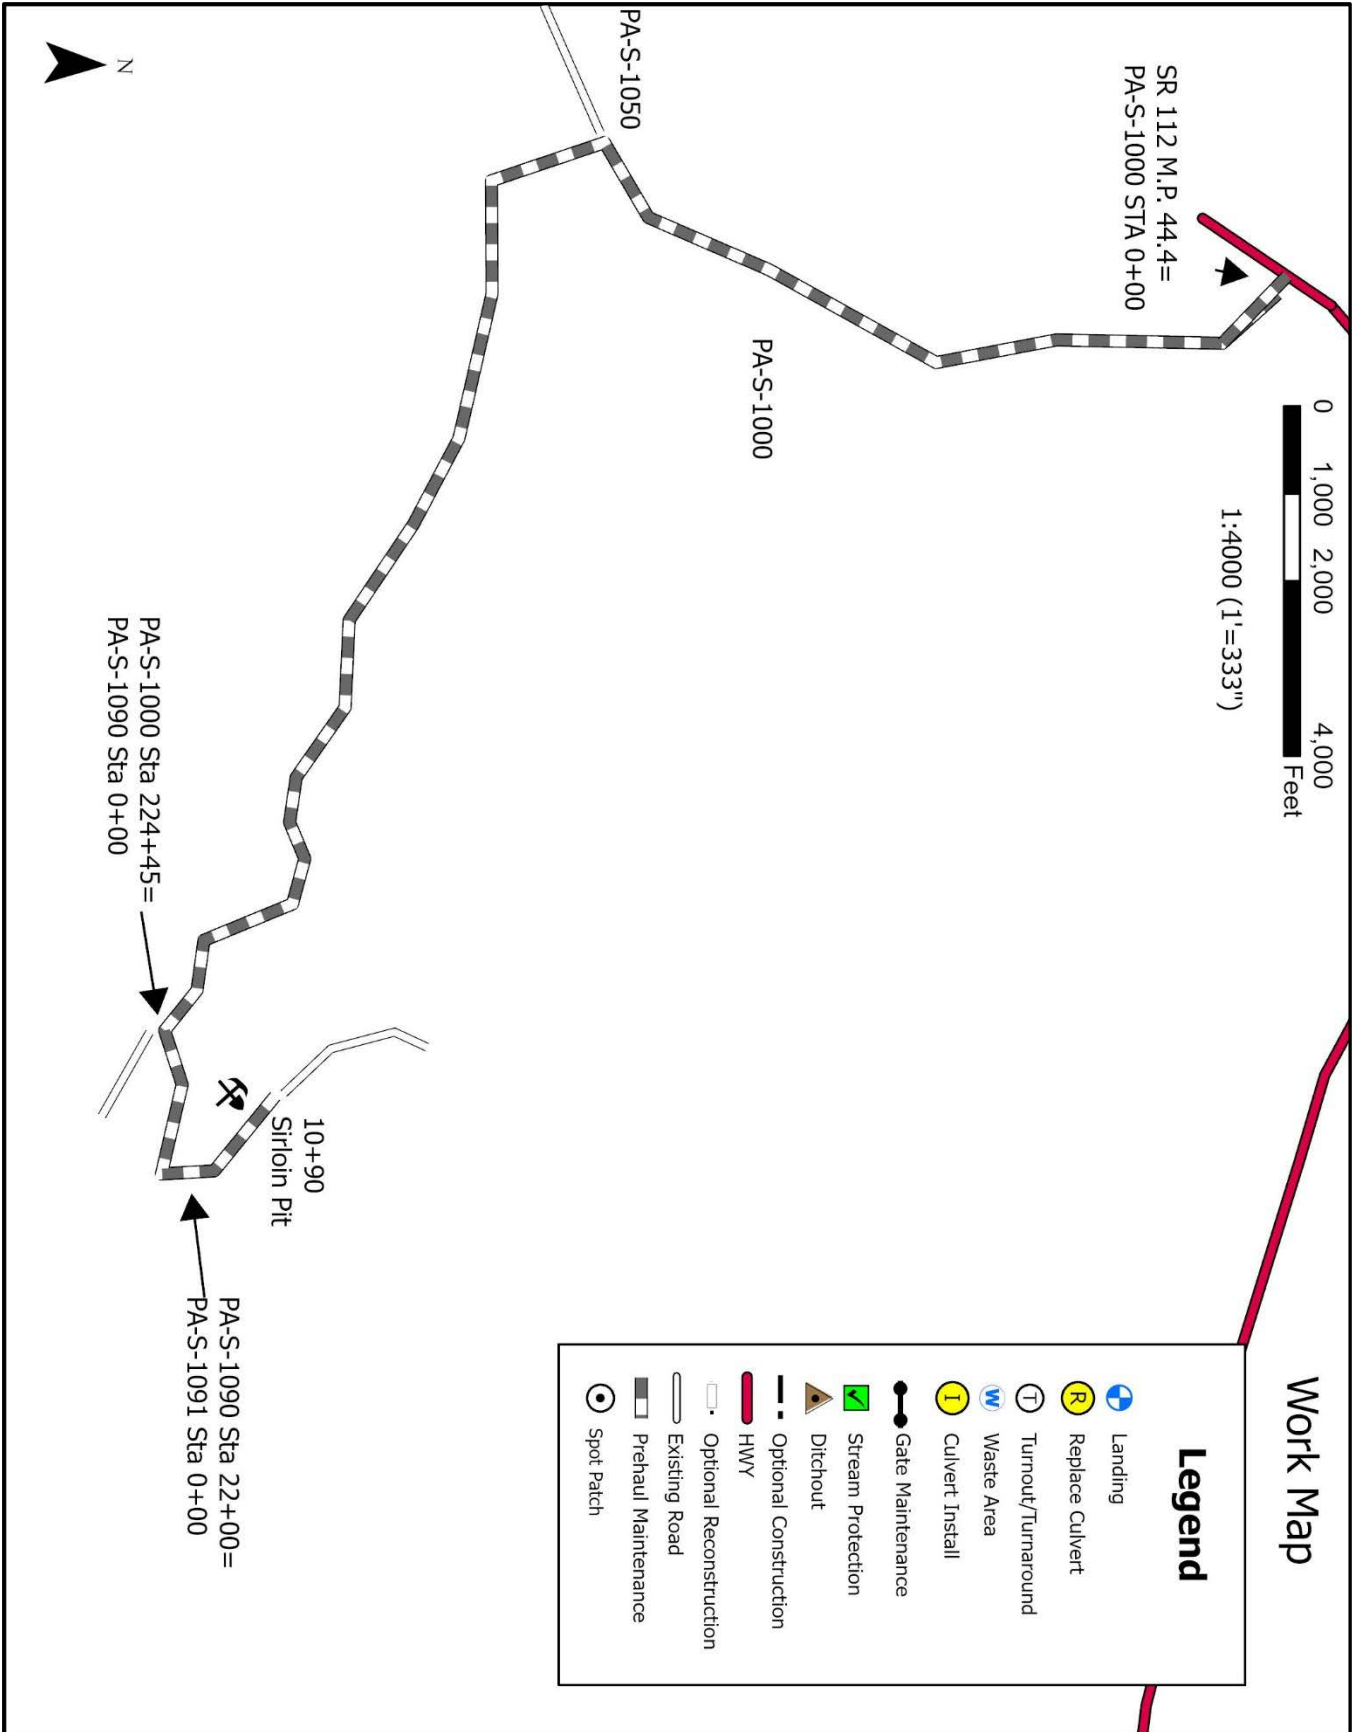 Work Map
SR 112 M.P. 44.4=
PA-S-1000 STA 0+00
0 1,000 2,000 4,000
Feet
1:4000 (1'=333")
PA-S-1050
PA-S-1000
N
PA-S-1000 Sta 224+45=
PA-S-1090 Sta 0+00
10+90
Sirloin Pit
PA-S-1090 Sta 22+00=
PA-S-1091 Sta 0+00
Legend
Landing
R Replace Culvert
T Turnout/Turnaround
W Waste Area
I Culvert Install
Gate Maintenance
Stream Protection
Ditchout
Optional Construction
HWY
Optional Reconstruction
Existing Road
Prehaul Maintenance
Spot Patch